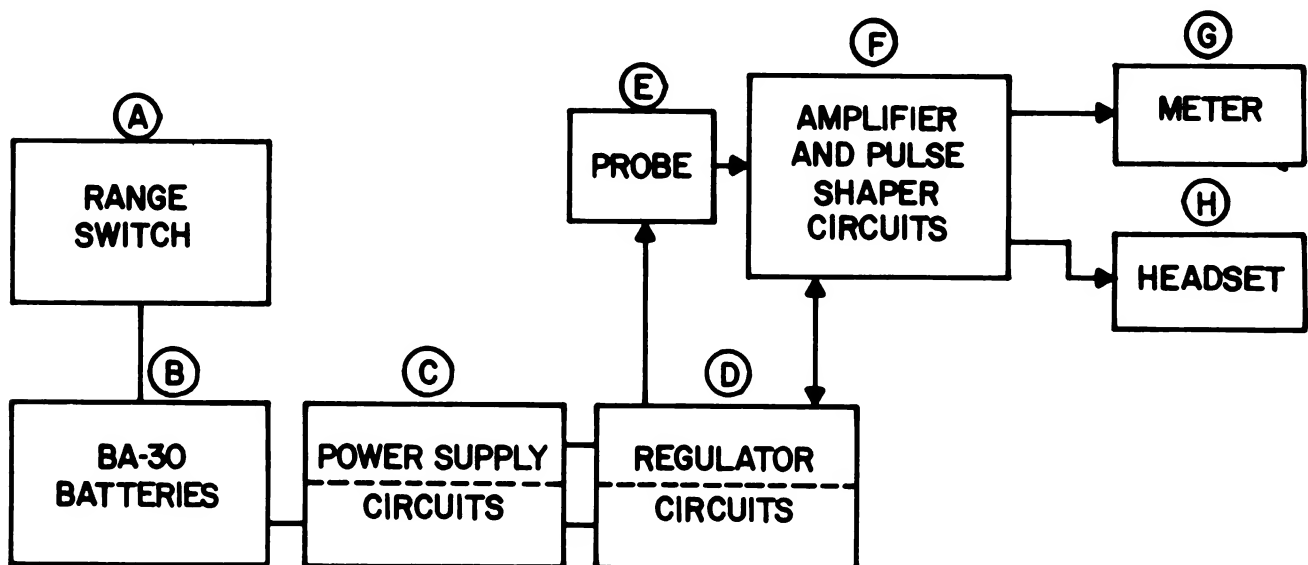 A
RANGE
SWITCH
B
BA-30
BATTERIES
C
POWER SUPPLY
CIRCUITS
D
REGULATOR
CIRCUITS
E
PROBE
F
AMPLIFIER
AND PULSE
SHAPER
CIRCUITS
G
METER
H
HEADSET